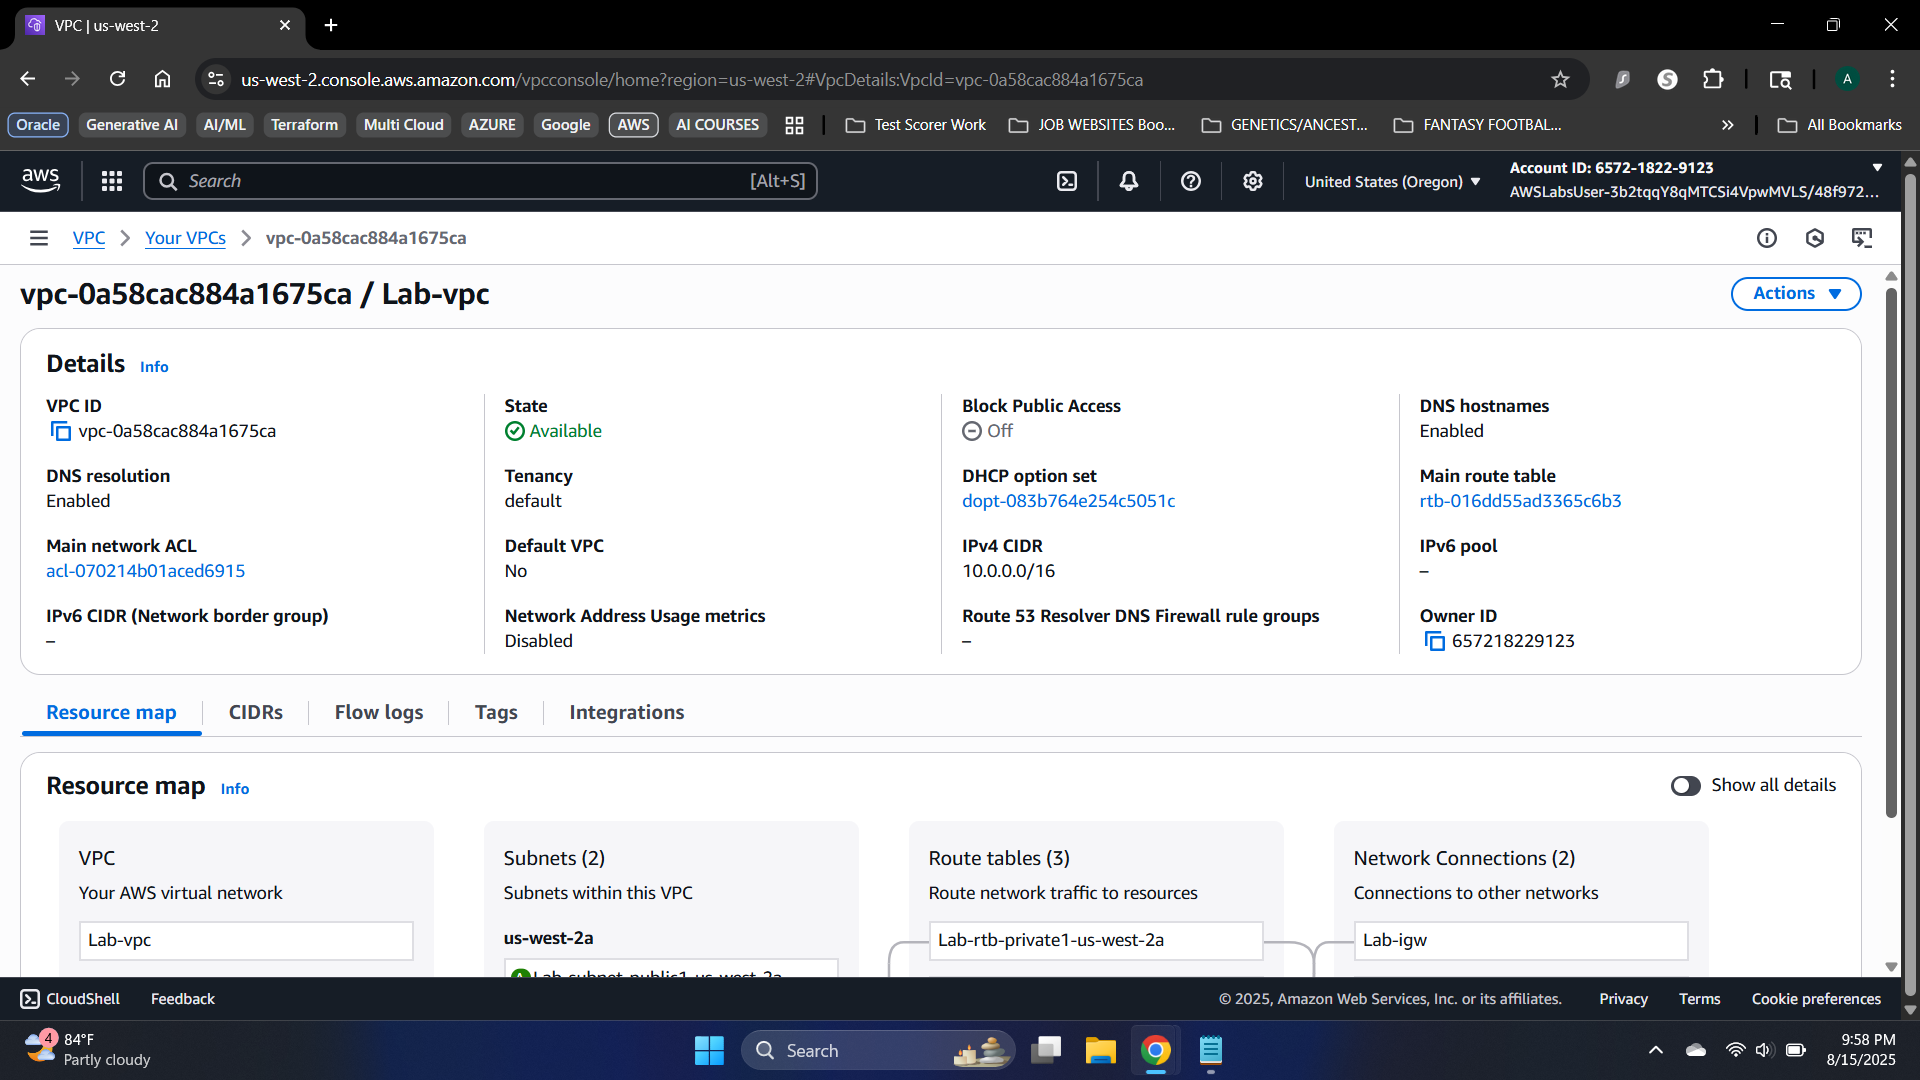 VPC | us-west-2
us-west-2.console.aws.amazon.com/vpcconsole/home?region=us-west-2#VpcDetails:VpcId=vpc-0a58cac884a1675ca
A
Oracle Generative AI AI/ML Terraform Multi Cloud AZURE Google AWS AI COURSES Test Scorer Work JOB WEBSITES Boo... GENETICS/ANCEST... FANTASY FOOTBAL... » All Bookmarks
aws Search [Alt+S] United States (Oregon) Account ID: 6572-1822-9123
AWSLabsUser-3b2tqqY8qMTCSi4VpwMVLS/48f972...
VPC > Your VPCs > vpc-0a58cac884a1675ca
vpc-0a58cac884a1675ca / Lab-vpc
Actions
Details Info
VPC ID
vpc-0a58cac884a1675ca
State
Available
Block Public Access
Off
DNS hostnames
Enabled
DNS resolution
Enabled
Tenancy
default
DHCP option set
dopt-083b764e254c5051c
Main route table
rtb-016dd55ad3365c6b3
Main network ACL
acl-070214b01aced6915
Default VPC
No
IPv4 CIDR
10.0.0.0/16
IPv6 pool
–
IPv6 CIDR (Network border group)
–
Network Address Usage metrics
Disabled
Route 53 Resolver DNS Firewall rule groups
–
Owner ID
657218229123
Resource map CIDRs Flow logs Tags Integrations
Resource map Info
Show all details
VPC
Your AWS virtual network
Lab-vpc
Subnets (2)
Subnets within this VPC
us-west-2a
A Lab-subnet-public1-us-west-2a
Route tables (3)
Route network traffic to resources
Lab-rtb-private1-us-west-2a
Network Connections (2)
Connections to other networks
Lab-igw
CloudShell Feedback © 2025, Amazon Web Services, Inc. or its affiliates. Privacy Terms Cookie preferences
4
84°F
Partly cloudy
Search
9:58 PM
8/15/2025